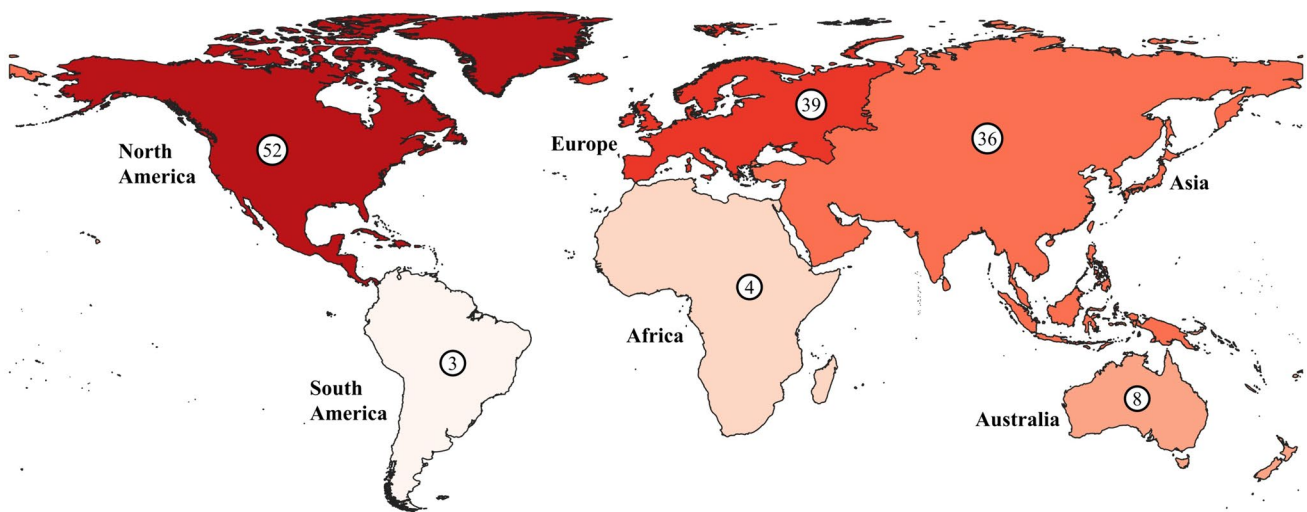 39
52
North
America
Europe
36
Asia
4
Africa
3
South
America
8
Australia